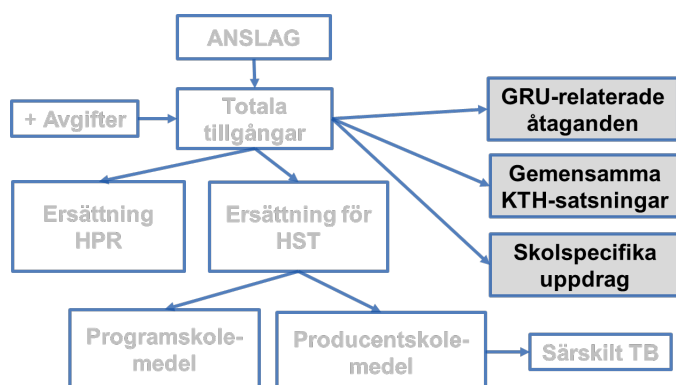 ANSLAG
+ Avgifter
Totala
tillgångar
GRU-relaterade
åtaganden
Gemensamma
KTH-satsningar
Skolspecifika
uppdrag
Ersättning
HPR
Ersättning för
HST
Programskole-
medel
Producentskole-
medel
Särskilt TB